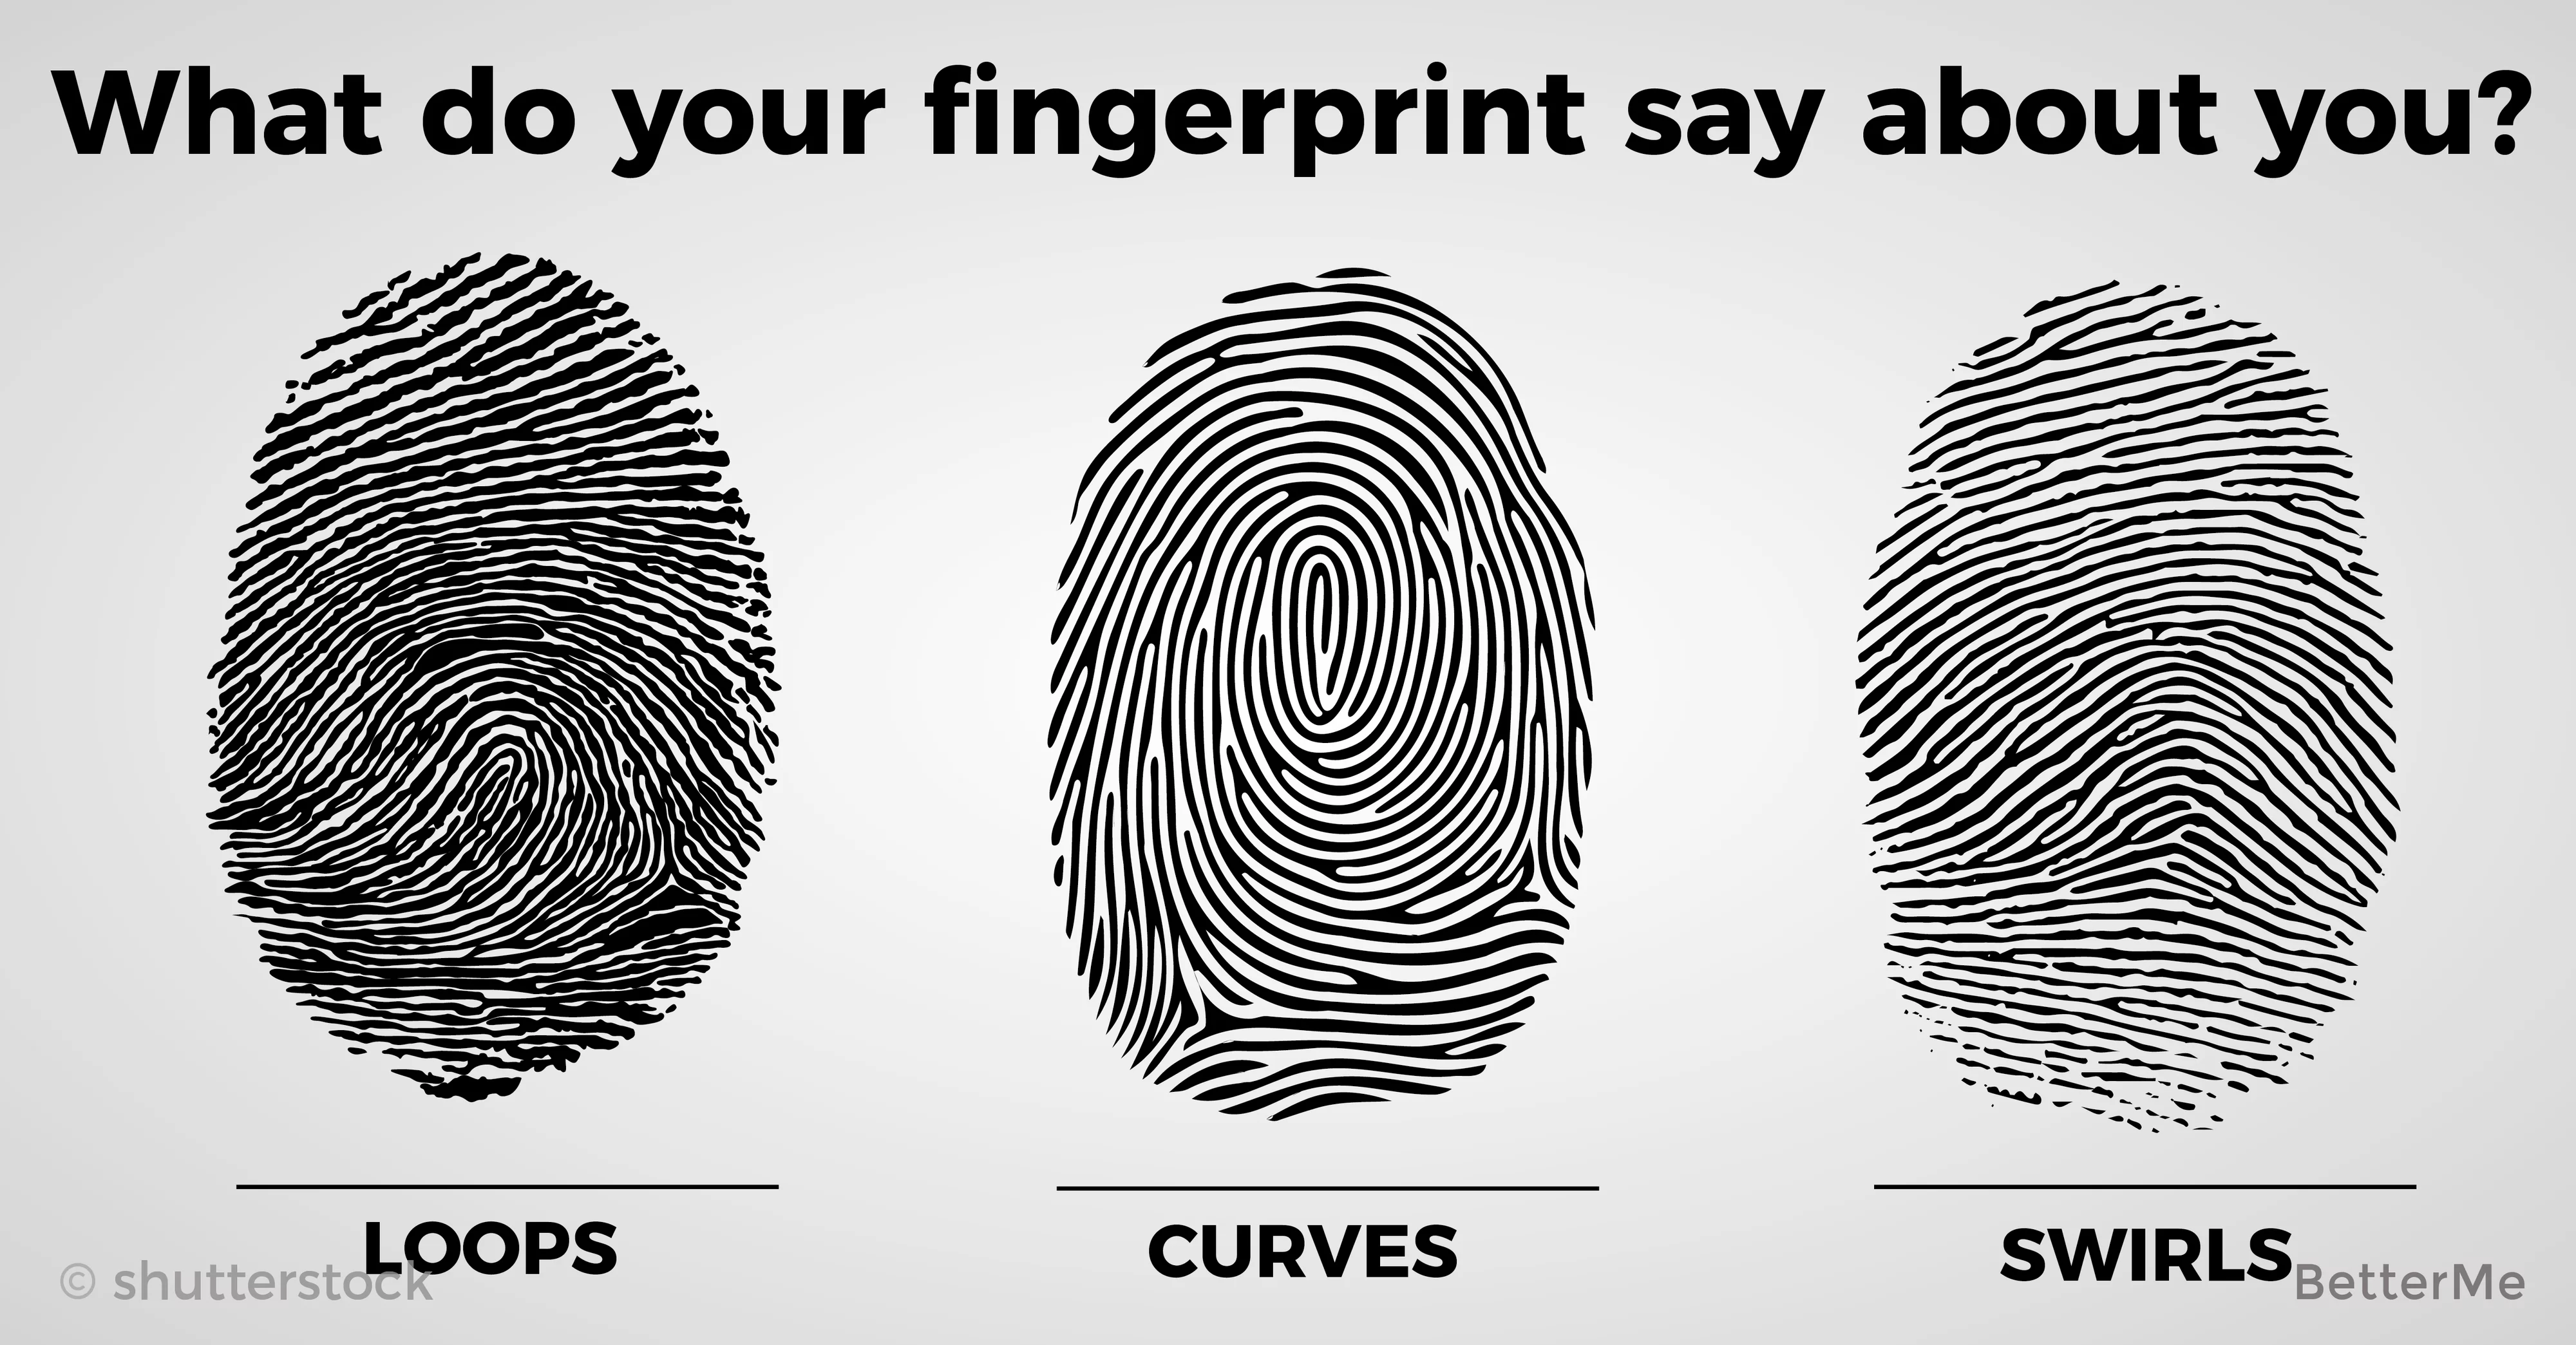 What do your fingerprint say about you?
LOOPS
CURVES
SWIRLS
© shutterstock
BetterMe